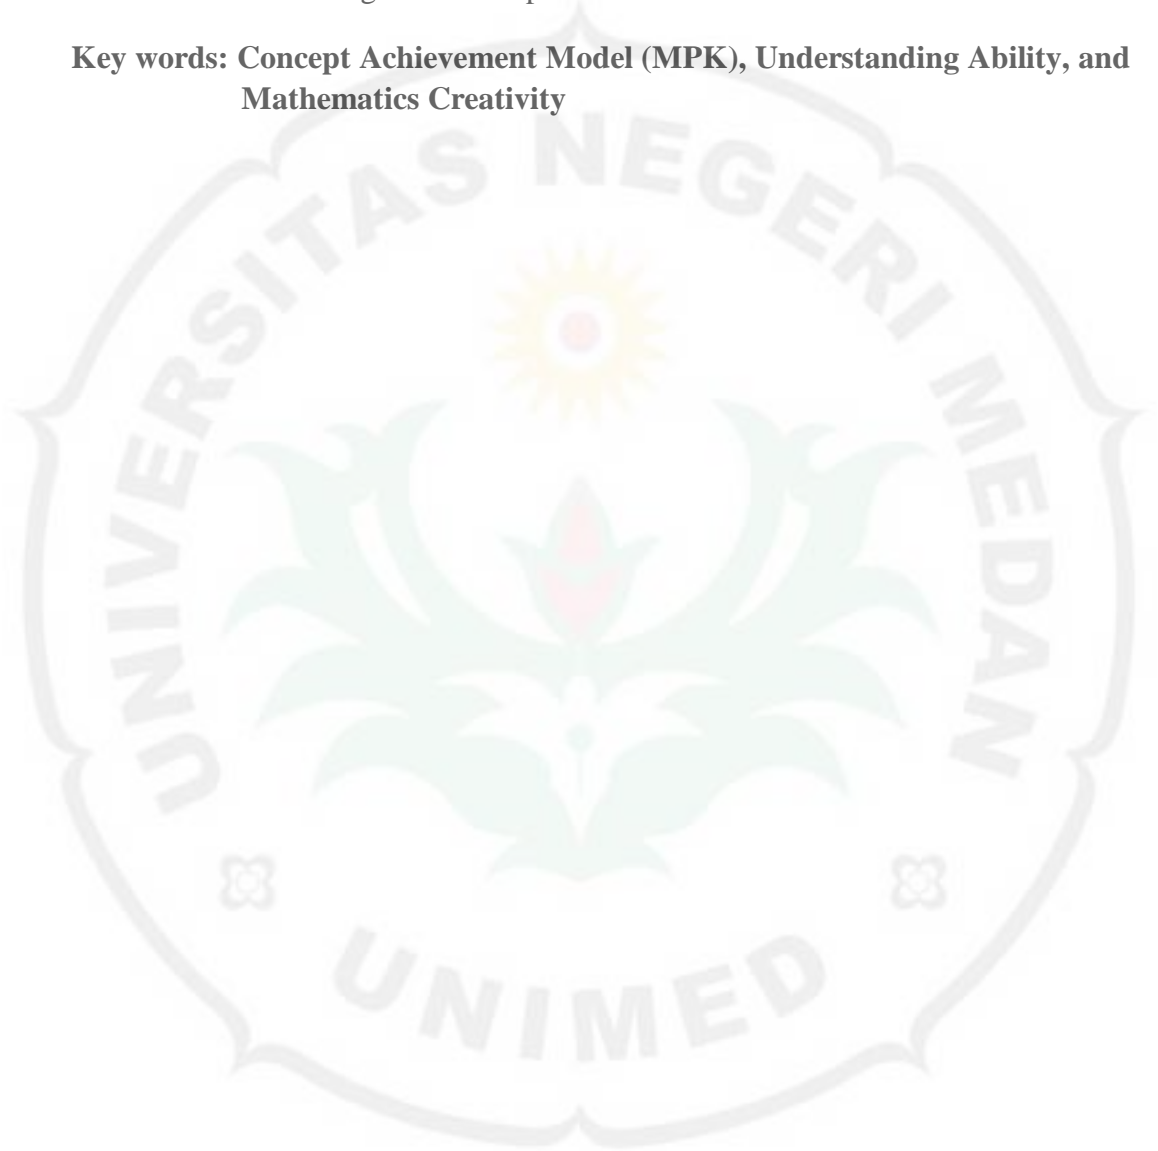 Key words: Concept Achievement Model (MPK), Understanding Ability, and
Mathematics Creativity
UNIVERSITAS NEGERI MEDAN
UNIMED